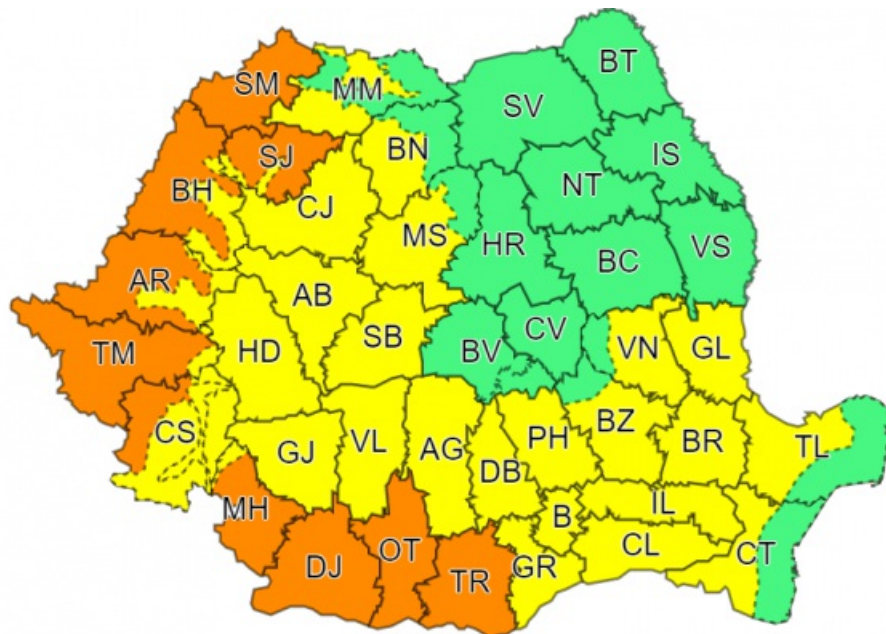 BT
SM
MM
SV
SJ
BN
IS
BH
NT
CJ
MS
HR
BC
VS
AR
AB
TM
HD
SB
BV
CV
VN
GL
CS
GJ
VL
AG
DB
PH
BZ
BR
TL
MH
B
IL
DJ
OT
TR
GR
CL
CT